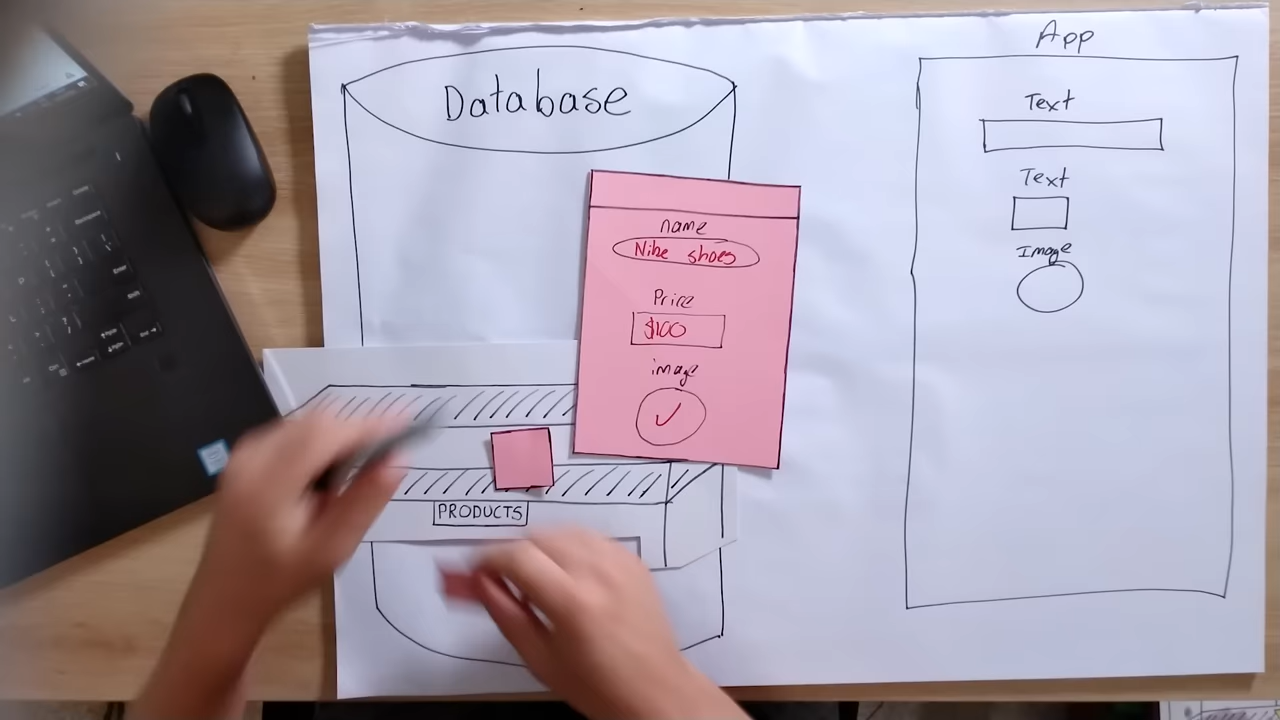 Database
name
Nike shoes
Price
$100
image
PRODUCTS
App
Text
Text
Image